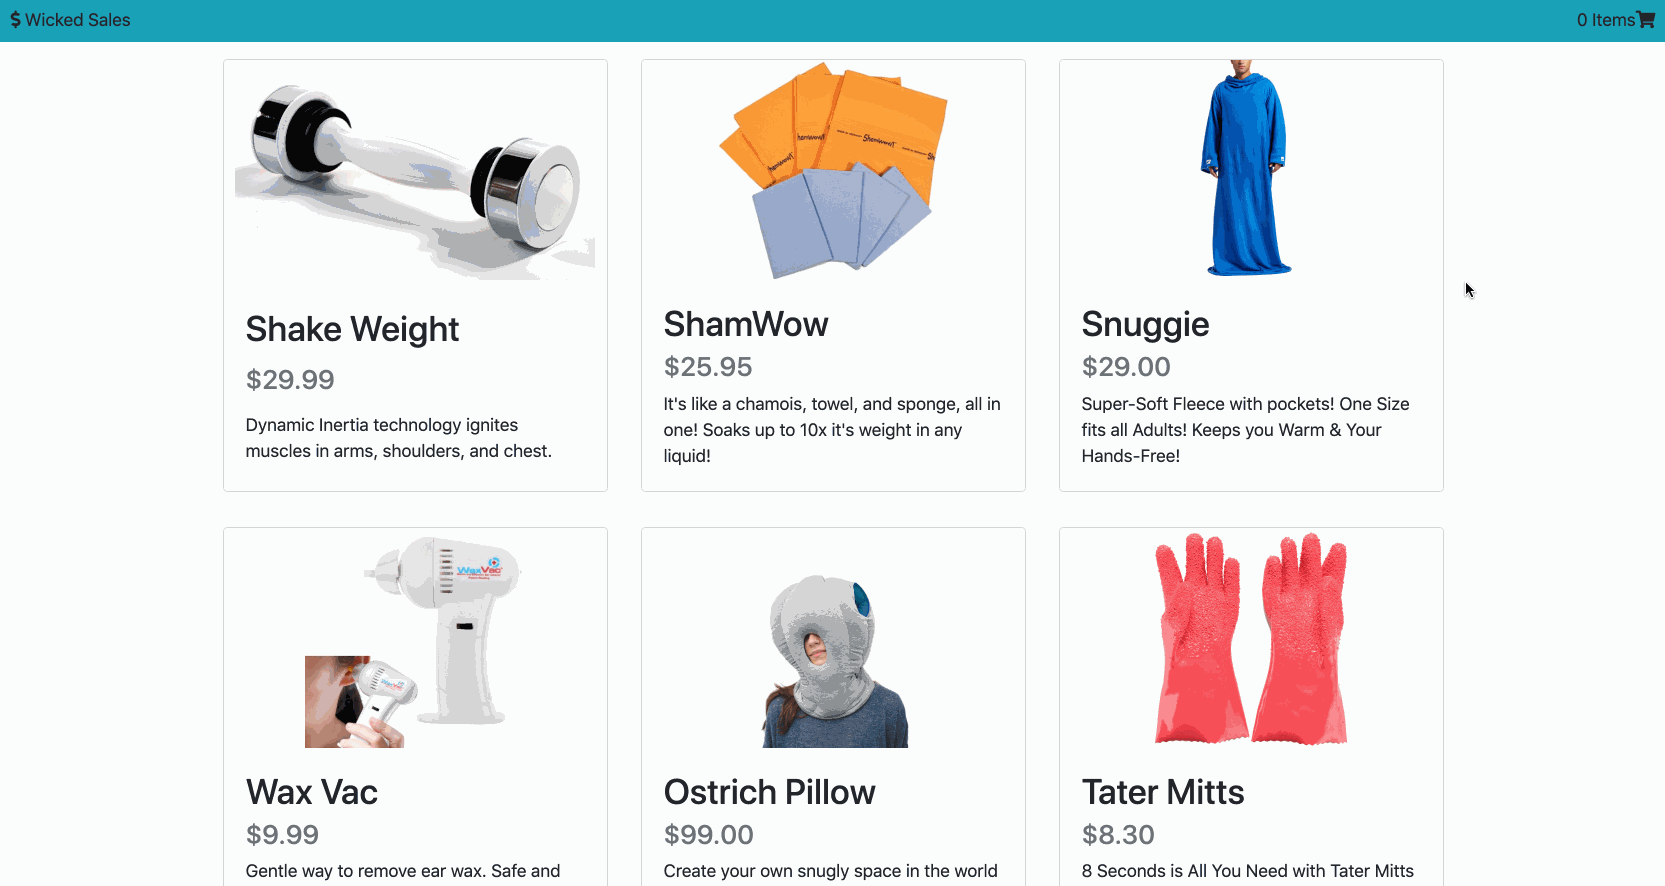 $ Wicked Sales
0 Items
ShamWow!
ShamWow!
Shake Weight
$29.99
Dynamic Inertia technology ignites
muscles in arms, shoulders, and chest.
ShamWow
$25.95
It's like a chamois, towel, and sponge, all in
one! Soaks up to 10x it's weight in any
liquid!
Snuggie
$29.00
Super-Soft Fleece with pockets! One Size
fits all Adults! Keeps you Warm & Your
Hands-Free!
WaxVac
WaxVac
Wax Vac
$9.99
Gentle way to remove ear wax. Safe and
Ostrich Pillow
$99.00
Create your own snugly space in the world
Tater Mitts
$8.30
8 Seconds is All You Need with Tater Mitts